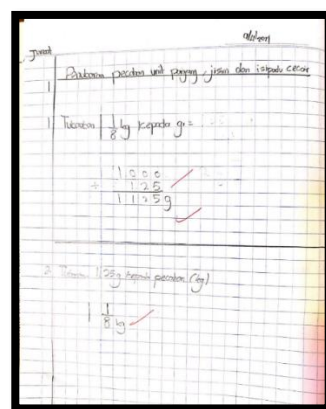 Jumaat
Penukaran pecahan unit panjang, jisim dan isipadu cecair
1
1 Tukarkan 1 1/8 kg kepada g =
1000
+ 125
1125g
2. 1125g kepada pecahan (kg)
1 1/8 kg